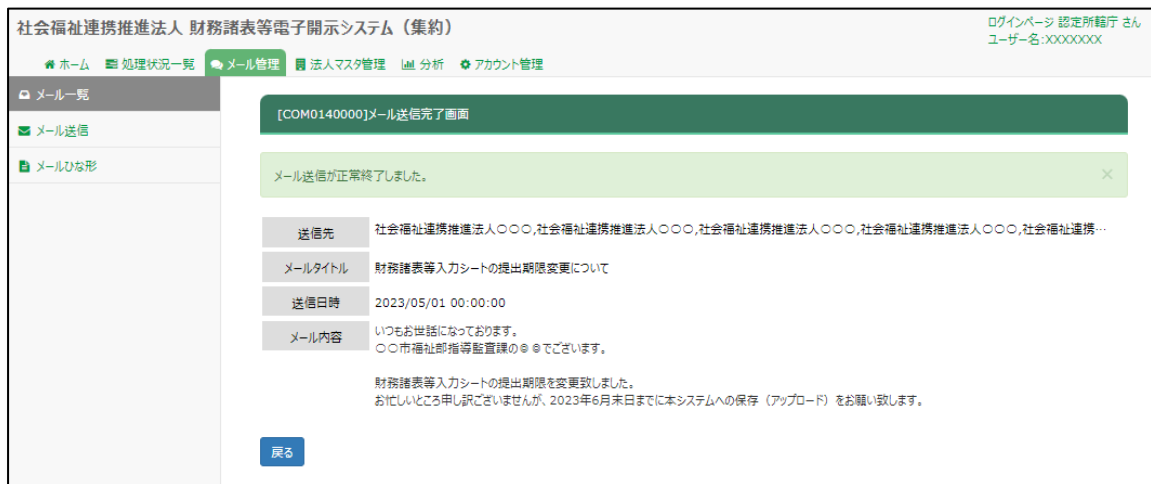 社会福祉連携推進法人 財務諸表等電子開示システム（集約）
ログインページ 認定所轄庁 さん
ユーザー名:XXXXXXX
ホーム 処理状況一覧 メール管理 法人マスタ管理 分析 アカウント管理
メール一覧
メール送信
メールひな形
[COM0140000]メール送信完了画面
メール送信が正常終了しました。
×
送信先 社会福祉連携推進法人○○○,社会福祉連携推進法人○○○,社会福祉連携推進法人○○○,社会福祉連携推進法人○○○,社会福祉連携…
メールタイトル 財務諸表等入力シートの提出期限変更について
送信日時 2023/05/01 00:00:00
メール内容 いつもお世話になっております。
○○市福祉部指導監査課の◎◎でございます。
財務諸表等入力シートの提出期限を変更致しました。
お忙しいところ申し訳ございませんが、2023年6月末日までに本システムへの保存（アップロード）をお願い致します。
戻る